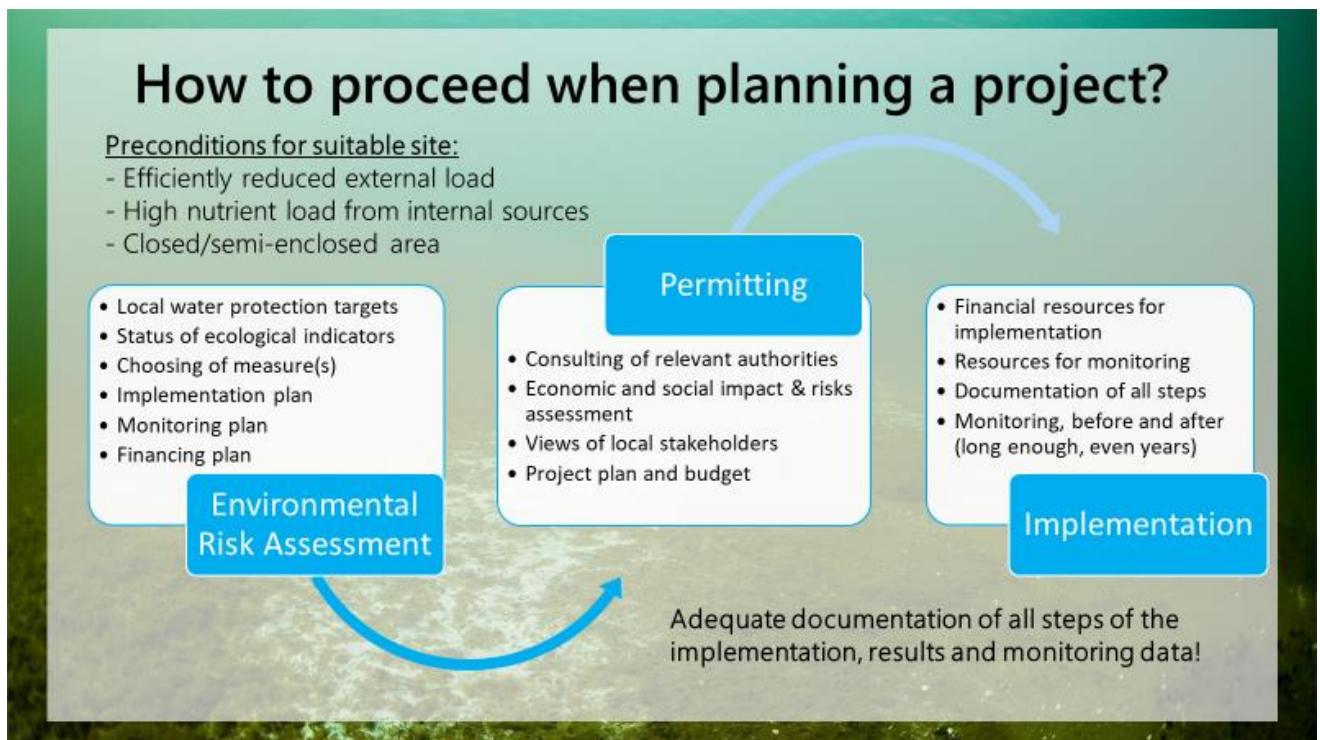 How to proceed when planning a project?
Preconditions for suitable site:
- Efficiently reduced external load
- High nutrient load from internal sources
- Closed/semi-enclosed area
• Local water protection targets
• Status of ecological indicators
• Choosing of measure(s)
• Implementation plan
• Monitoring plan
• Financing plan
Environmental
Risk Assessment
Permitting
• Consulting of relevant authorities
• Economic and social impact & risks
assessment
• Views of local stakeholders
• Project plan and budget
• Financial resources for
implementation
• Resources for monitoring
• Documentation of all steps
• Monitoring, before and after
(long enough, even years)
Implementation
Adequate documentation of all steps of the
implementation, results and monitoring data!